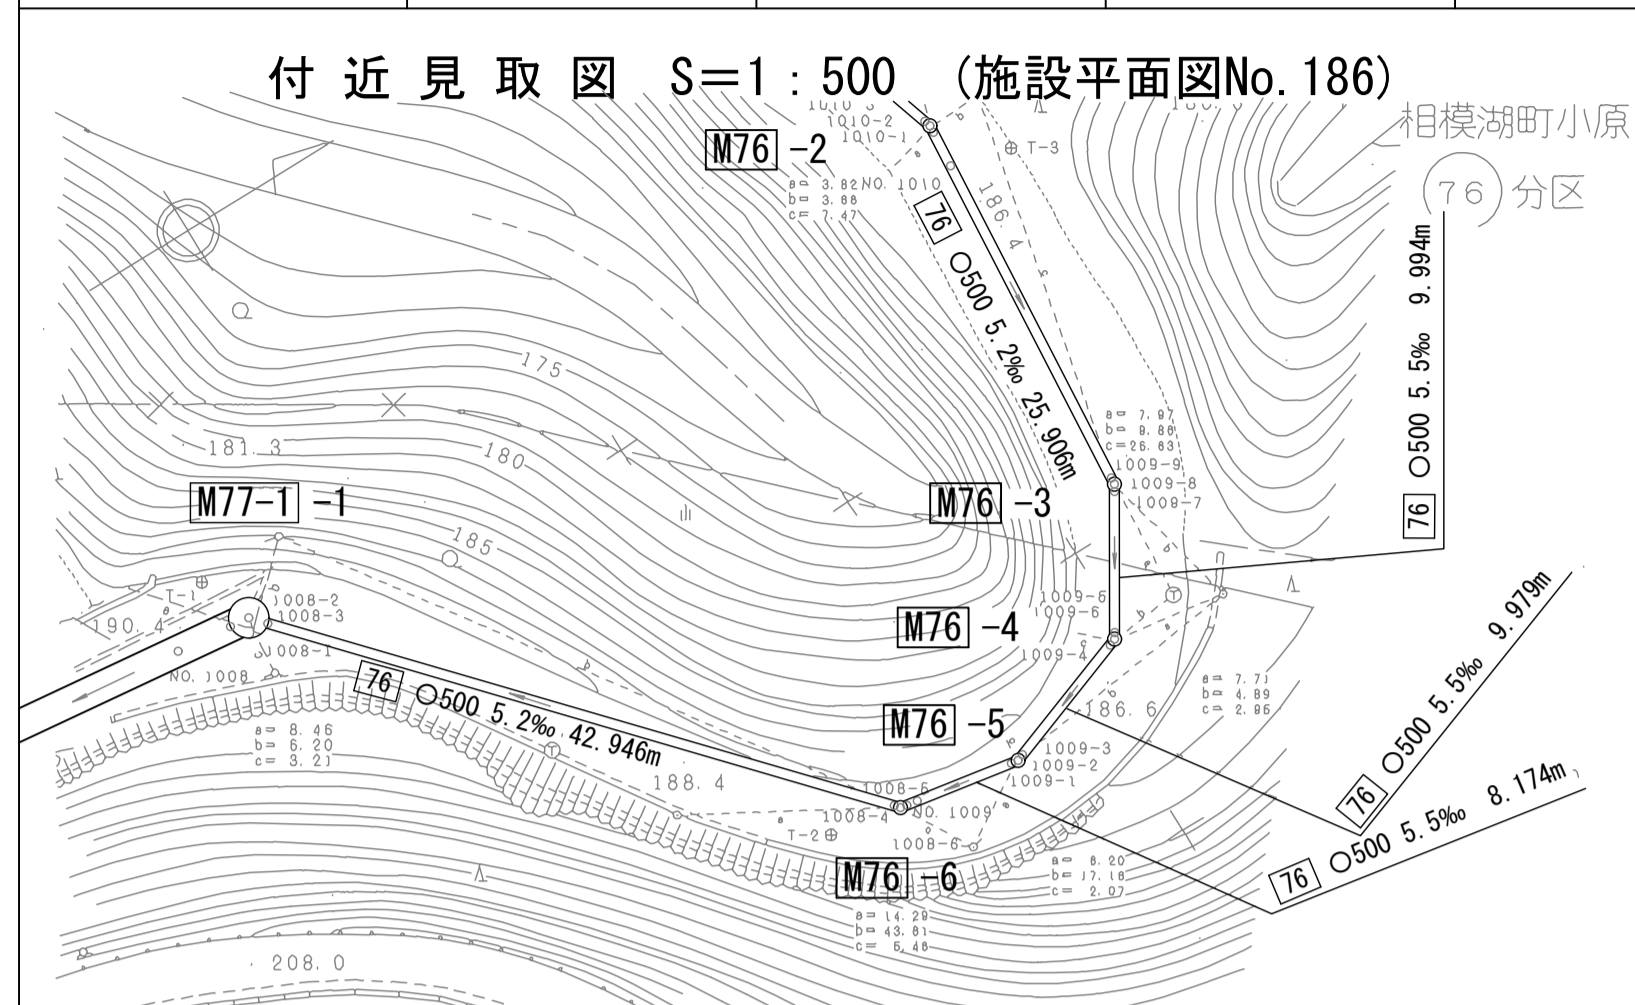 付近見取図 S=1:500 (施設平面図No.186)
相模湖町小原
76 分区
1010-2
1010-1
M76 -2
T-3
a= 3.82 NO. 1010
b= 3.88
c= 7.47
186.4
76 ○500 5.2‰ 25.906m
76 ○500 5.5‰ 9.994m
175
181.3
180
185
a= 7.97
b= 9.88
c=26.83
1009-9
1009-8
1009-7
M76 -3
M77-1 -1
T-1
190.4
1008-2
1008-3
1008-1
NO. 1008
1009-5
1009-6
M76 -4
1009-4
a= 7.71
b= 4.89
c= 2.86
186.6
76 ○500 5.5‰ 9.979m
M76 -5
1009-3
1009-2
1009-1
76 ○500 5.2‰ 42.946m
a= 8.46
b= 6.20
c= 3.21
188.4
1008-6
1008-4
NO. 1009
T-2
1008-6
76 ○500 5.5‰ 8.174m
M76 -6
a= 8.20
b= 17.18
c= 2.07
a= 14.29
b= 43.81
c= 5.48
208.0